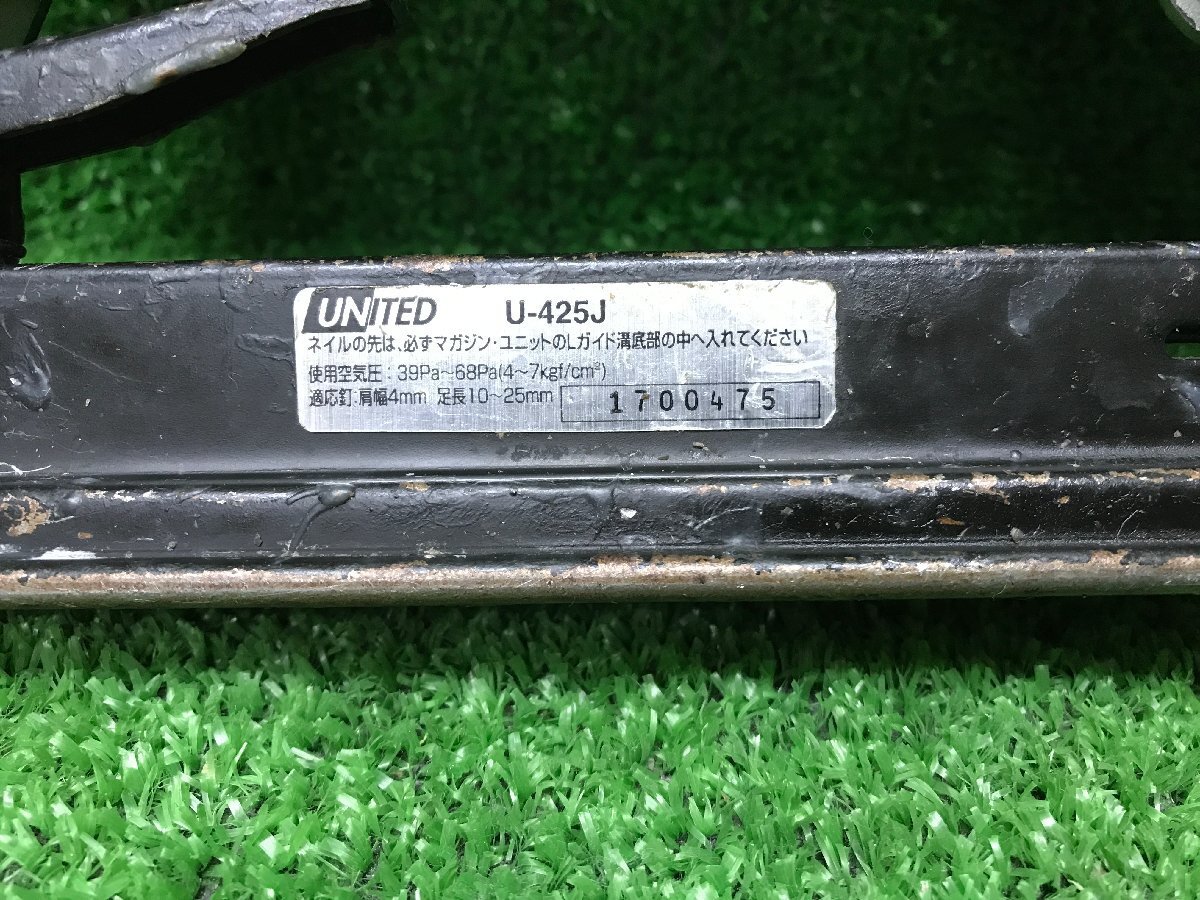 UNITED U-425J
ネイルの先は、必ずマガジン・ユニットのLガイド溝底部の中へ入れてください
使用空気圧：39Pa～68Pa(4～7kgf/cm²)
適応釘：肩幅4mm 足長10～25mm 1700475